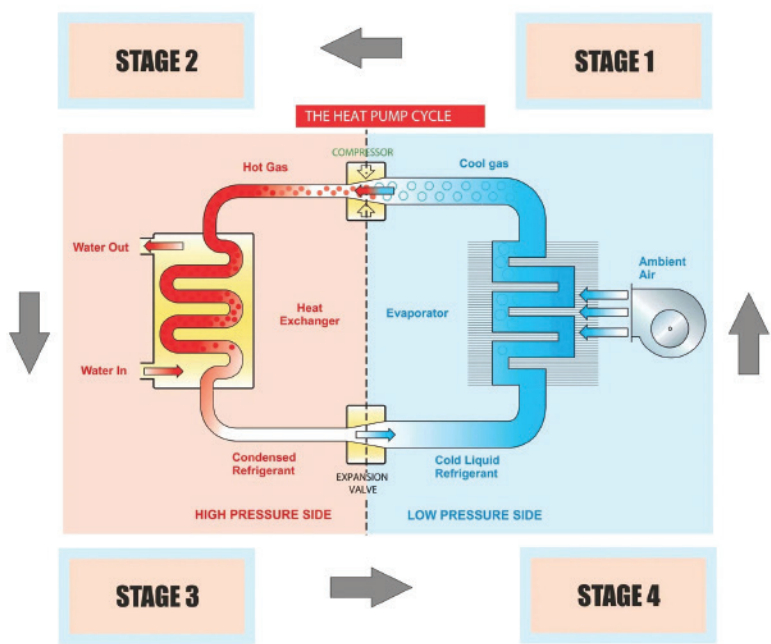 STAGE 2
STAGE 1
THE HEAT PUMP CYCLE
COMPRESSOR
Hot Gas
Cool gas
Water Out
Ambient
Air
Heat
Exchanger
Evaporator
Water In
Condensed
Refrigerant
Cold Liquid
Refrigerant
EXPANSION
VALVE
HIGH PRESSURE SIDE
LOW PRESSURE SIDE
STAGE 3
STAGE 4